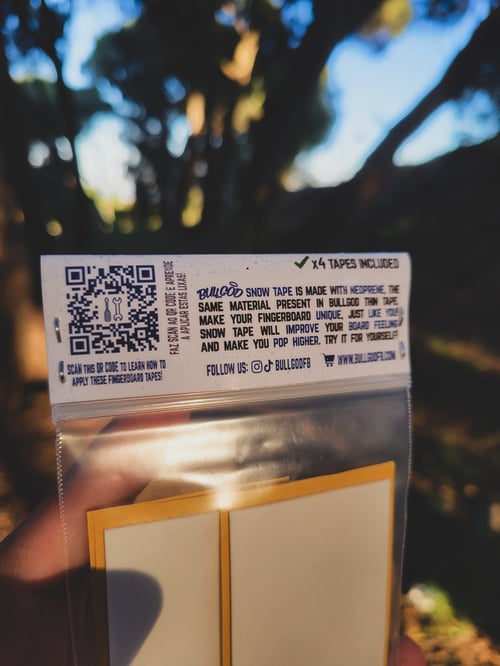 ✓ X4 TAPES INCLUDED
BULLGOD SNOW TAPE IS MADE WITH NEOPRENE, THE
SAME MATERIAL PRESENT IN BULLGOD THIN TAPE.
MAKE YOUR FINGERBOARD UNIQUE, JUST LIKE YOU!
SNOW TAPE WILL IMPROVE YOUR BOARD FEELING
AND MAKE YOU POP HIGHER. TRY IT FOR YOURSELF!
FOLLOW US: BULLGODFB WWW.BULLGODFB.COM
FAZ SCAN AO QR CODE E APRENDE
A APLICAR ESTAS LIXAS!
SCAN THIS QR CODE TO LEARN HOW TO
APPLY THESE FINGERBOARD TAPES!